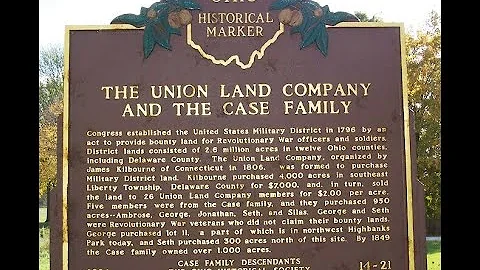 OHIO
HISTORICAL
MARKER
THE UNION LAND COMPANY
AND THE CASE FAMILY
Congress established the United States Military District in 1796 by an
act to provide bounty land for Revolutionary War officers and soldiers.
District lands consisted of 2.6 million acres in twelve Ohio counties,
including Delaware County. The Union Land Company, organized by
James Kilbourne of Connecticut in 1806, was formed to purchase
Military District land. Kilbourne purchased 4,000 acres in southeast
Liberty Township, Delaware County for $7,000, and, in turn, sold
the land to 26 Union Land Company members for $2.00 per acre.
Five members were from the Case family, and they purchased 950
acres--Ambrose, George, Jonathan, Seth, and Silas. George and Seth
were Revolutionary War veterans who did not claim their bounty lands.
George purchased lot 11, a part of which is in northwest Highbanks
Park today, and Seth purchased 300 acres north of this site. By 1849
the Case family owned over 1,000 acres.
CASE FAMILY DESCENDANTS
THE OHIO HISTORICAL SOCIETY
14-21